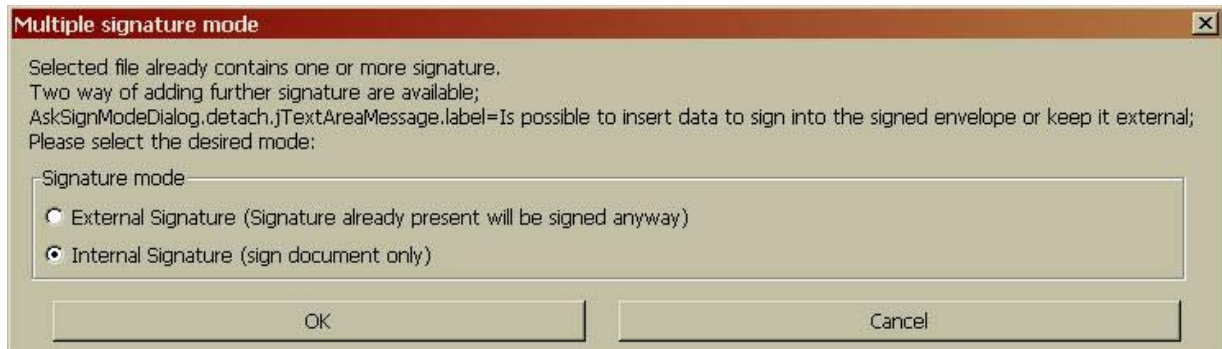 Multiple signature mode
Selected file already contains one or more signature.
Two way of adding further signature are available;
AskSignModeDialog.detach.jTextAreaMessage.label=Is possible to insert data to sign into the signed envelope or keep it external;
Please select the desired mode:
Signature mode
External Signature (Signature already present will be signed anyway)
Internal Signature (sign document only)
OK Cancel